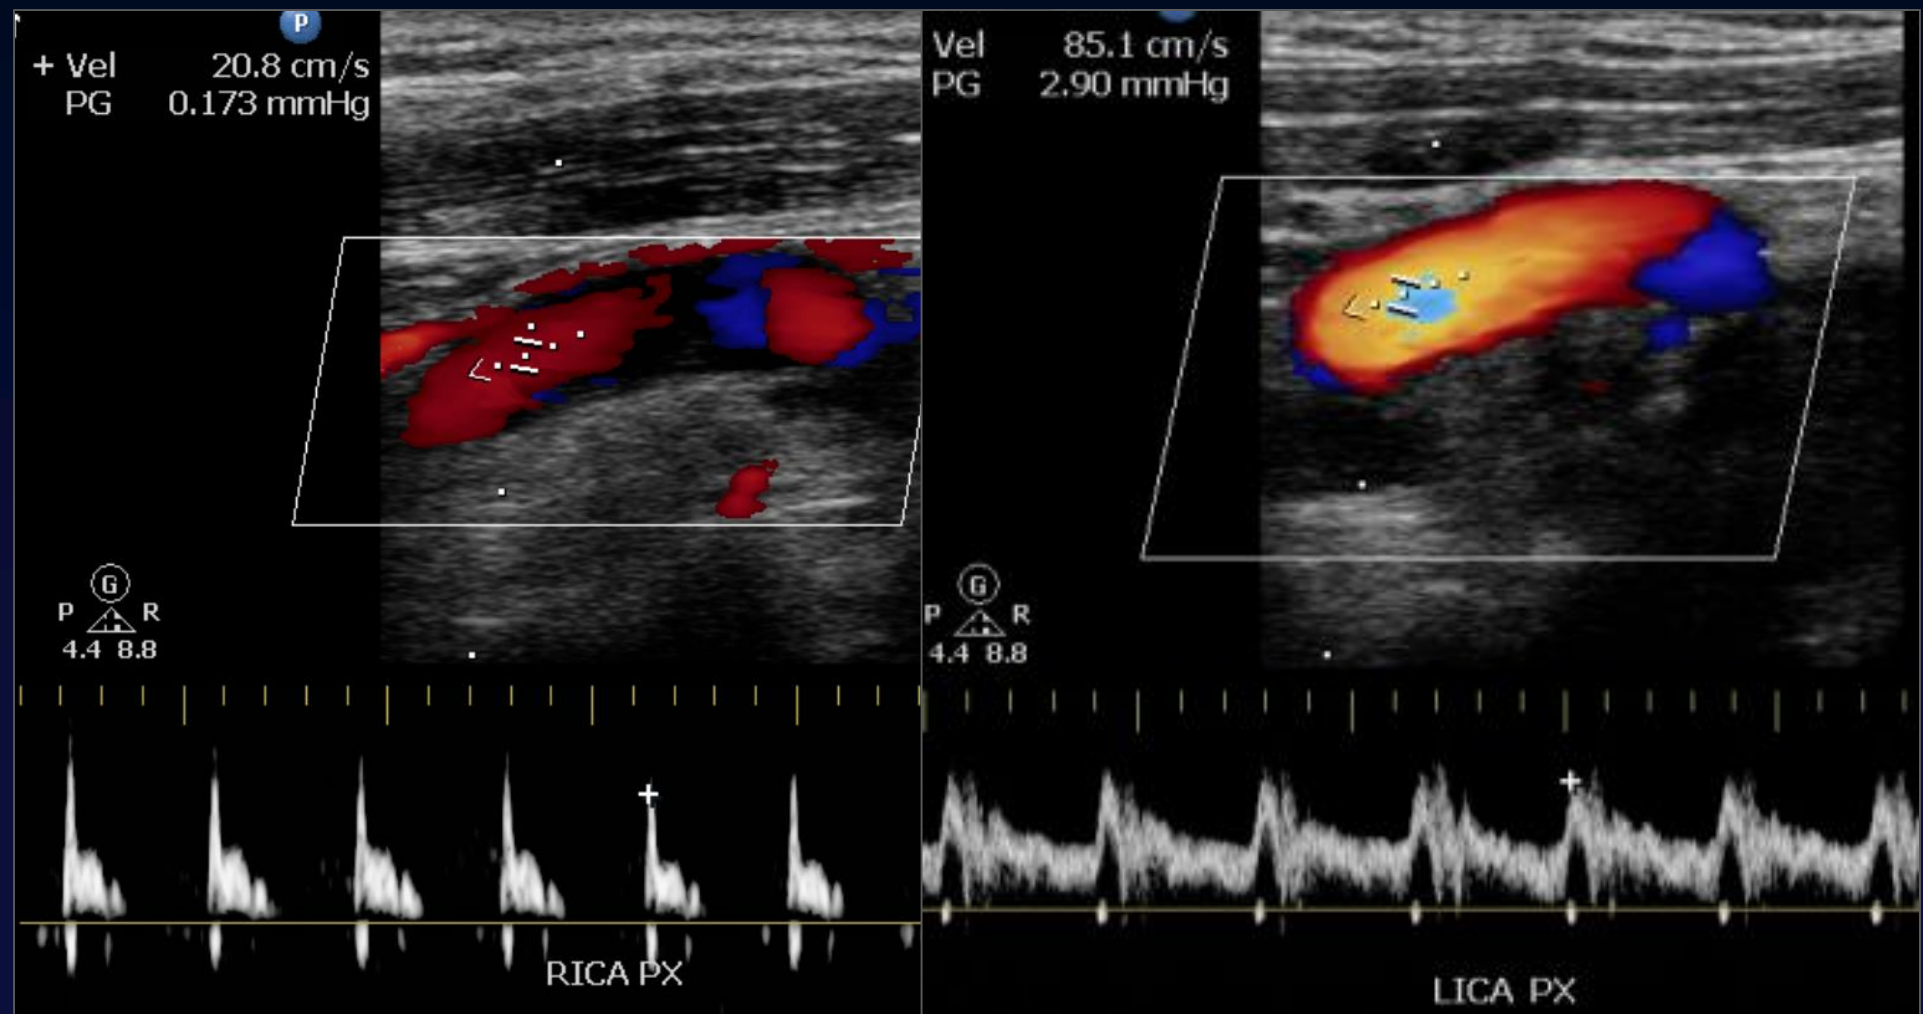 P
+ Vel 20.8 cm/s
PG 0.173 mmHg
G
P R
4.4 8.8
RICA PX
Vel 85.1 cm/s
PG 2.90 mmHg
G
P R
4.4 8.8
LICA PX